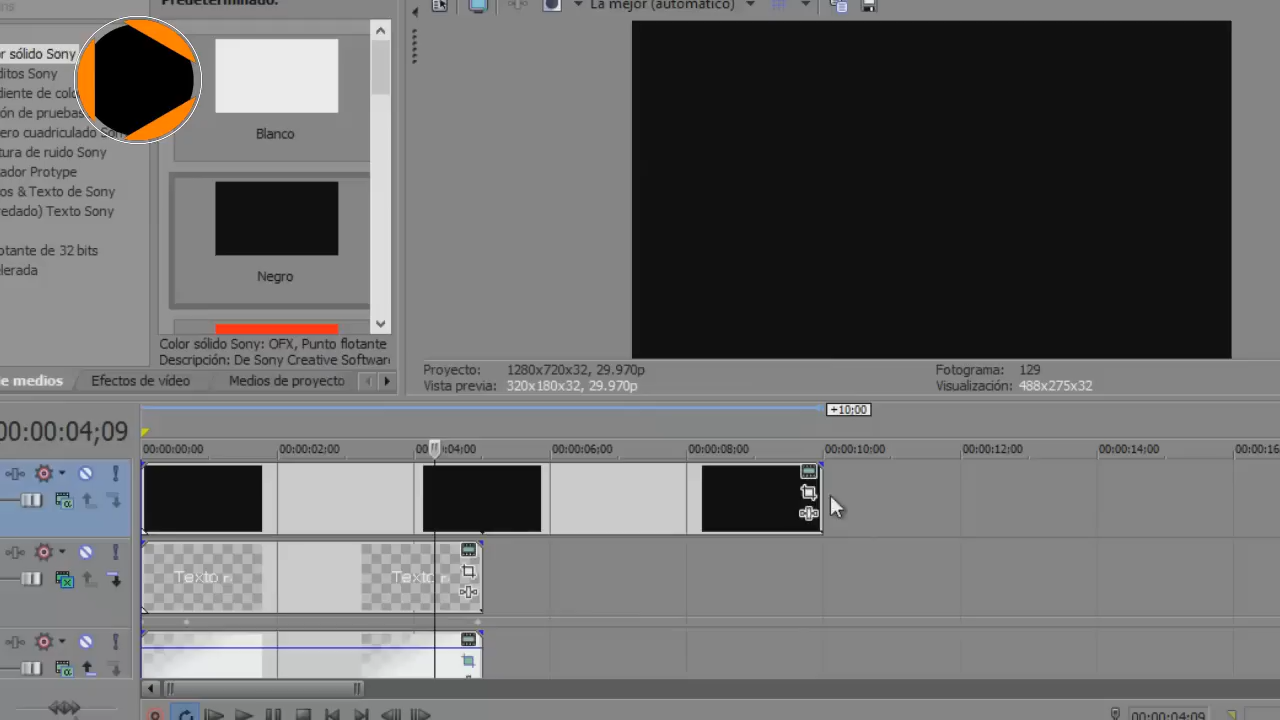 Predeterminado:
La mejor (automático)
r sólido Sony
ditos Sony
diente de colo
ón de pruebas
ero cuadriculado Sony
tura de ruido Sony
ador Protype
os & Texto de Sony
redado) Texto Sony
otante de 32 bits
lerada
Blanco
Negro
Color sólido Sony: OFX, Punto flotante
Descripción: De Sony Creative Softwar
e medios
Efectos de vídeo
Medios de proyecto
Proyecto: 1280x720x32, 29.970p
Vista previa: 320x180x32, 29.970p
Fotograma: 129
Visualización: 488x275x32
00:00:04;09
+10;00
00:00:00;00
00:00:02;00
00:00:04;00
00:00:06;00
00:00:08;00
00:00:10;00
00:00:12;00
00:00:14;00
00:00:16
Texto r
Texto r
00:00:04;09